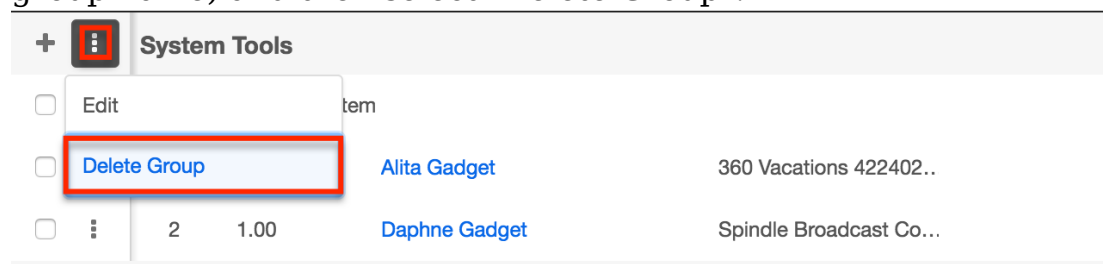 + System Tools
Edit tem
Delete Group Alita Gadget 360 Vacations 422402..
2 1.00 Daphne Gadget Spindle Broadcast Co...